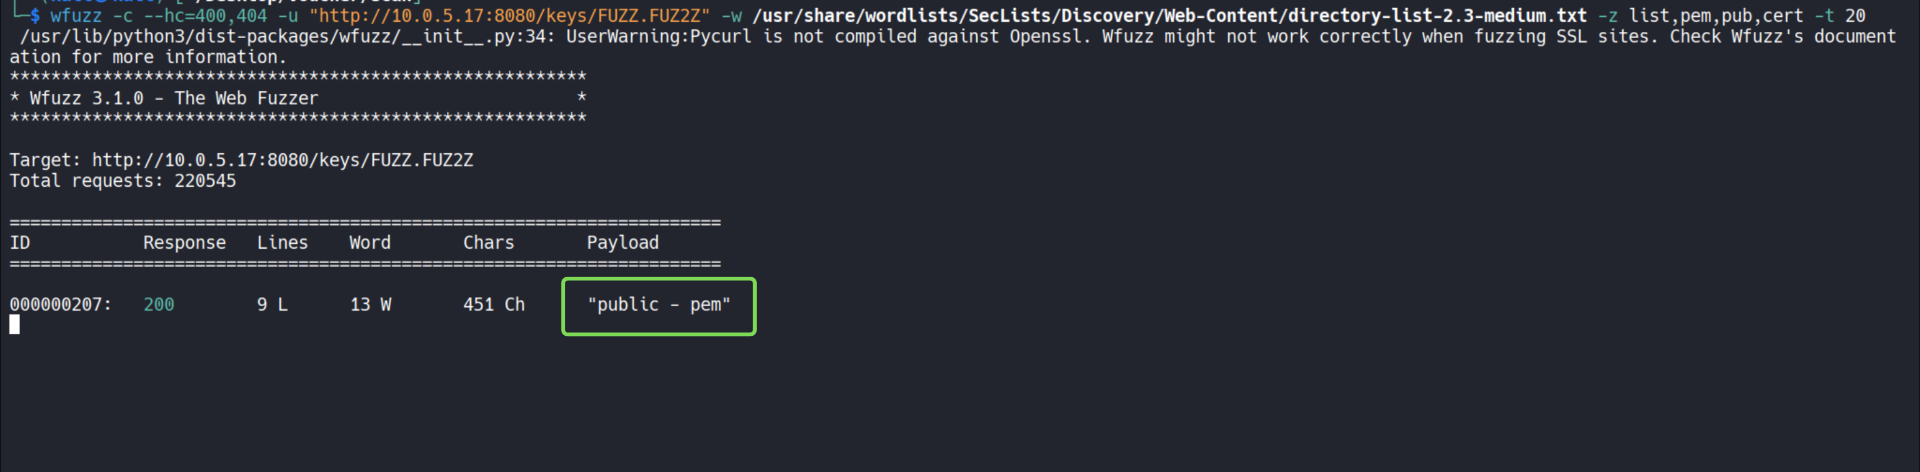 └─$ wfuzz -c --hc=400,404 -u "http://10.0.5.17:8080/keys/FUZZ.FUZ2Z" -w /usr/share/wordlists/SecLists/Discovery/Web-Content/directory-list-2.3-medium.txt -z list,pem,pub,cert -t 20
/usr/lib/python3/dist-packages/wfuzz/__init__.py:34: UserWarning:Pycurl is not compiled against Openssl. Wfuzz might not work correctly when fuzzing SSL sites. Check Wfuzz's document
ation for more information.
********************************************************
* Wfuzz 3.1.0 - The Web Fuzzer                         *
********************************************************
Target: http://10.0.5.17:8080/keys/FUZZ.FUZ2Z
Total requests: 220545
=====================================================================
ID           Response   Lines    Word       Chars       Payload
=====================================================================
000000207:   200        9 L      13 W       451 Ch      "public - pem"